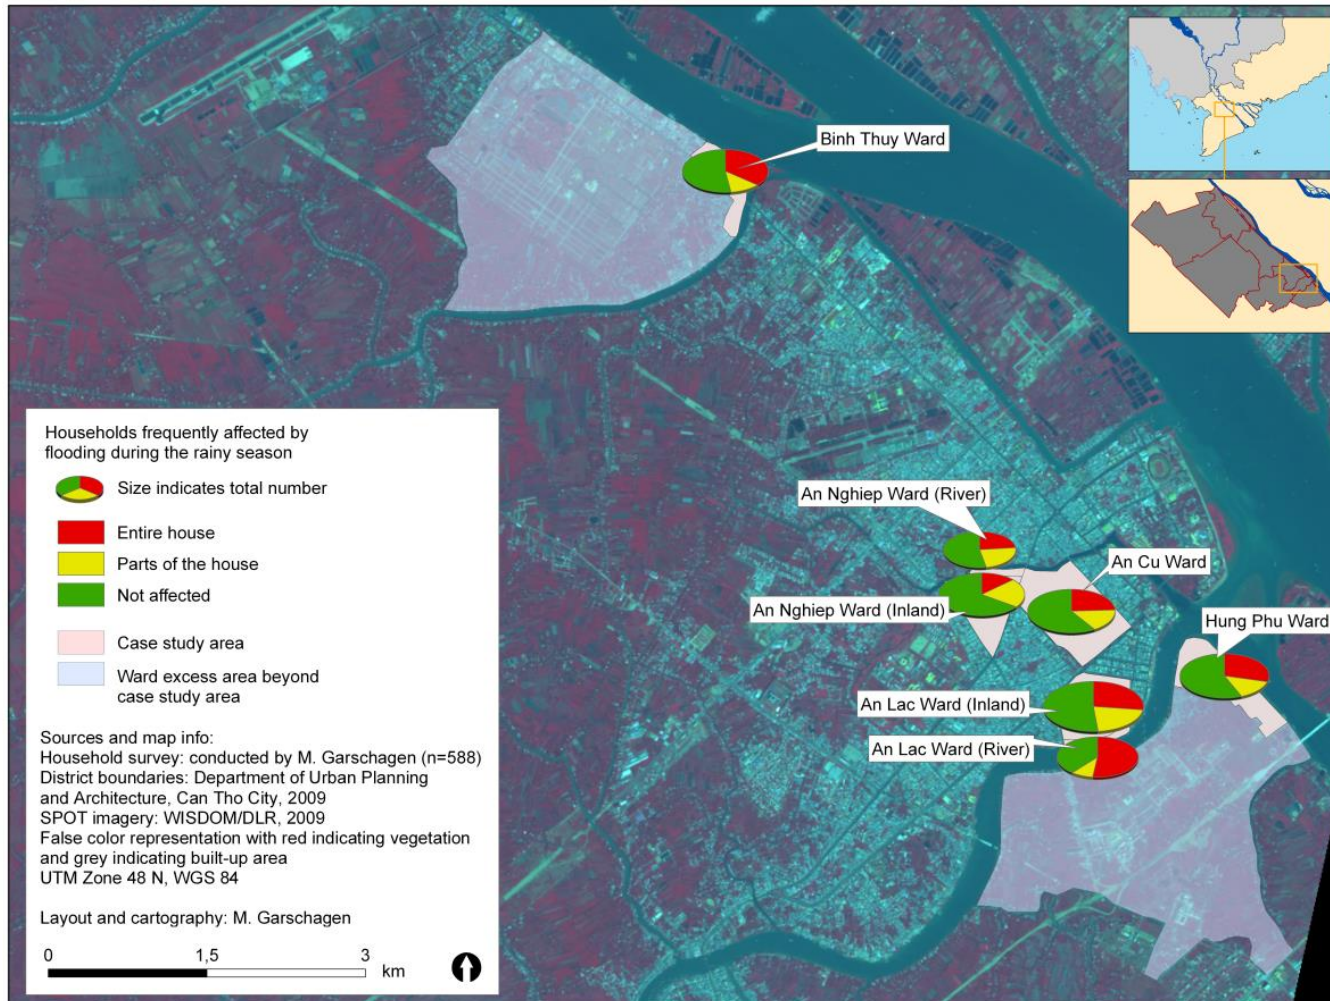 Binh Thuy Ward
An Nghiep Ward (River)
An Cu Ward
An Nghiep Ward (Inland)
Hung Phu Ward
An Lac Ward (Inland)
An Lac Ward (River)
Households frequently affected by
flooding during the rainy season
Size indicates total number
Entire house
Parts of the house
Not affected
Case study area
Ward excess area beyond
case study area
Sources and map info:
Household survey: conducted by M. Garschagen (n=588)
District boundaries: Department of Urban Planning
and Architecture, Can Tho City, 2009
SPOT imagery: WISDOM/DLR, 2009
False color representation with red indicating vegetation
and grey indicating built-up area
UTM Zone 48 N, WGS 84
Layout and cartography: M. Garschagen
0 1,5 3
km